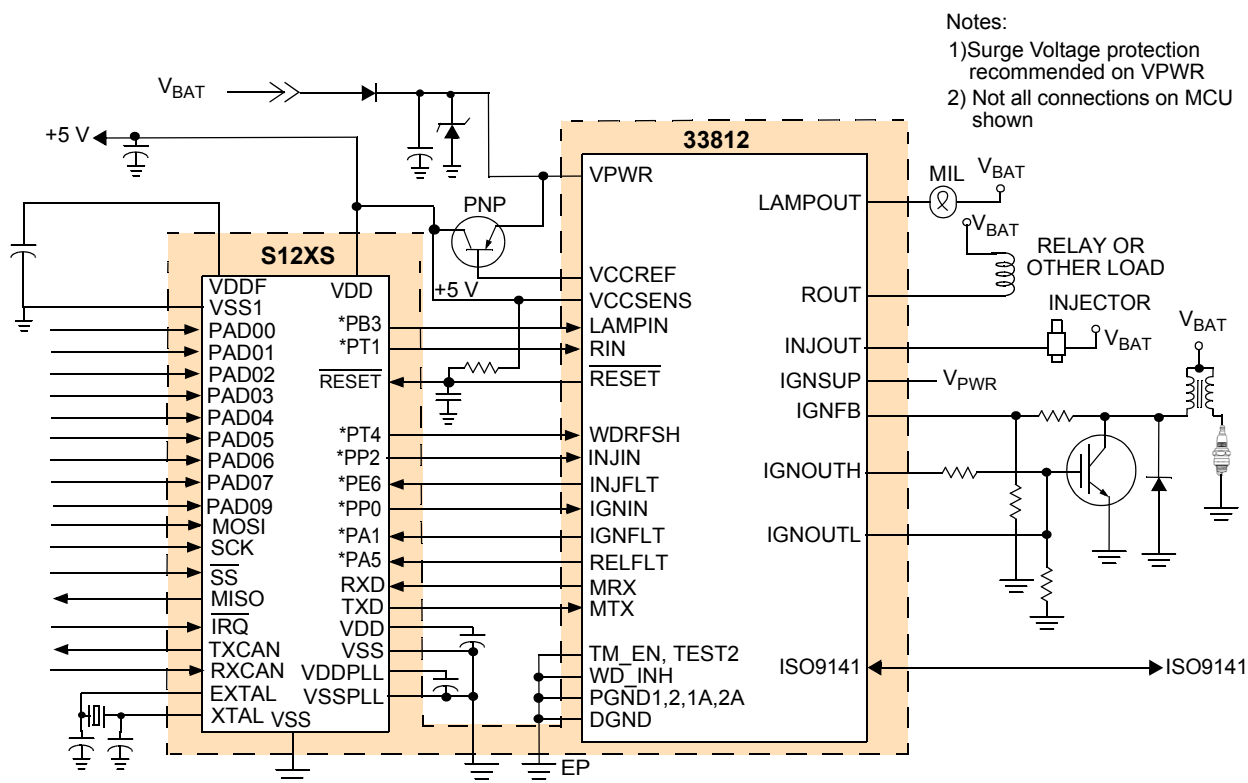 Notes:
1)Surge Voltage protection
recommended on VPWR
2) Not all connections on MCU
shown
VBAT
+5 V
33812
VPWR
PNP
VCCREF
+5 V
VCCSENS
LAMPIN
RIN
RESET
WDRFSH
INJIN
INJFLT
IGNIN
IGNFLT
RELFLT
MRX
MTX
TM_EN, TEST2
WD_INH
PGND1,2,1A,2A
DGND
EP
LAMPOUT
MIL
VBAT
VBAT
RELAY OR
OTHER LOAD
ROUT
INJECTOR
INJOUT
VBAT
VBAT
IGNSUP
VPWR
IGNFB
IGNOUTH
IGNOUTL
ISO9141
ISO9141
S12XS
VDDF
VSS1
PAD00
PAD01
PAD02
PAD03
PAD04
PAD05
PAD06
PAD07
PAD09
MOSI
SCK
SS
MISO
IRQ
TXCAN
RXCAN
EXTAL
XTAL
VSS
VDD
*PB3
*PT1
RESET
*PT4
*PP2
*PE6
*PP0
*PA1
*PA5
RXD
TXD
VDD
VSS
VDDPLL
VSSPLL